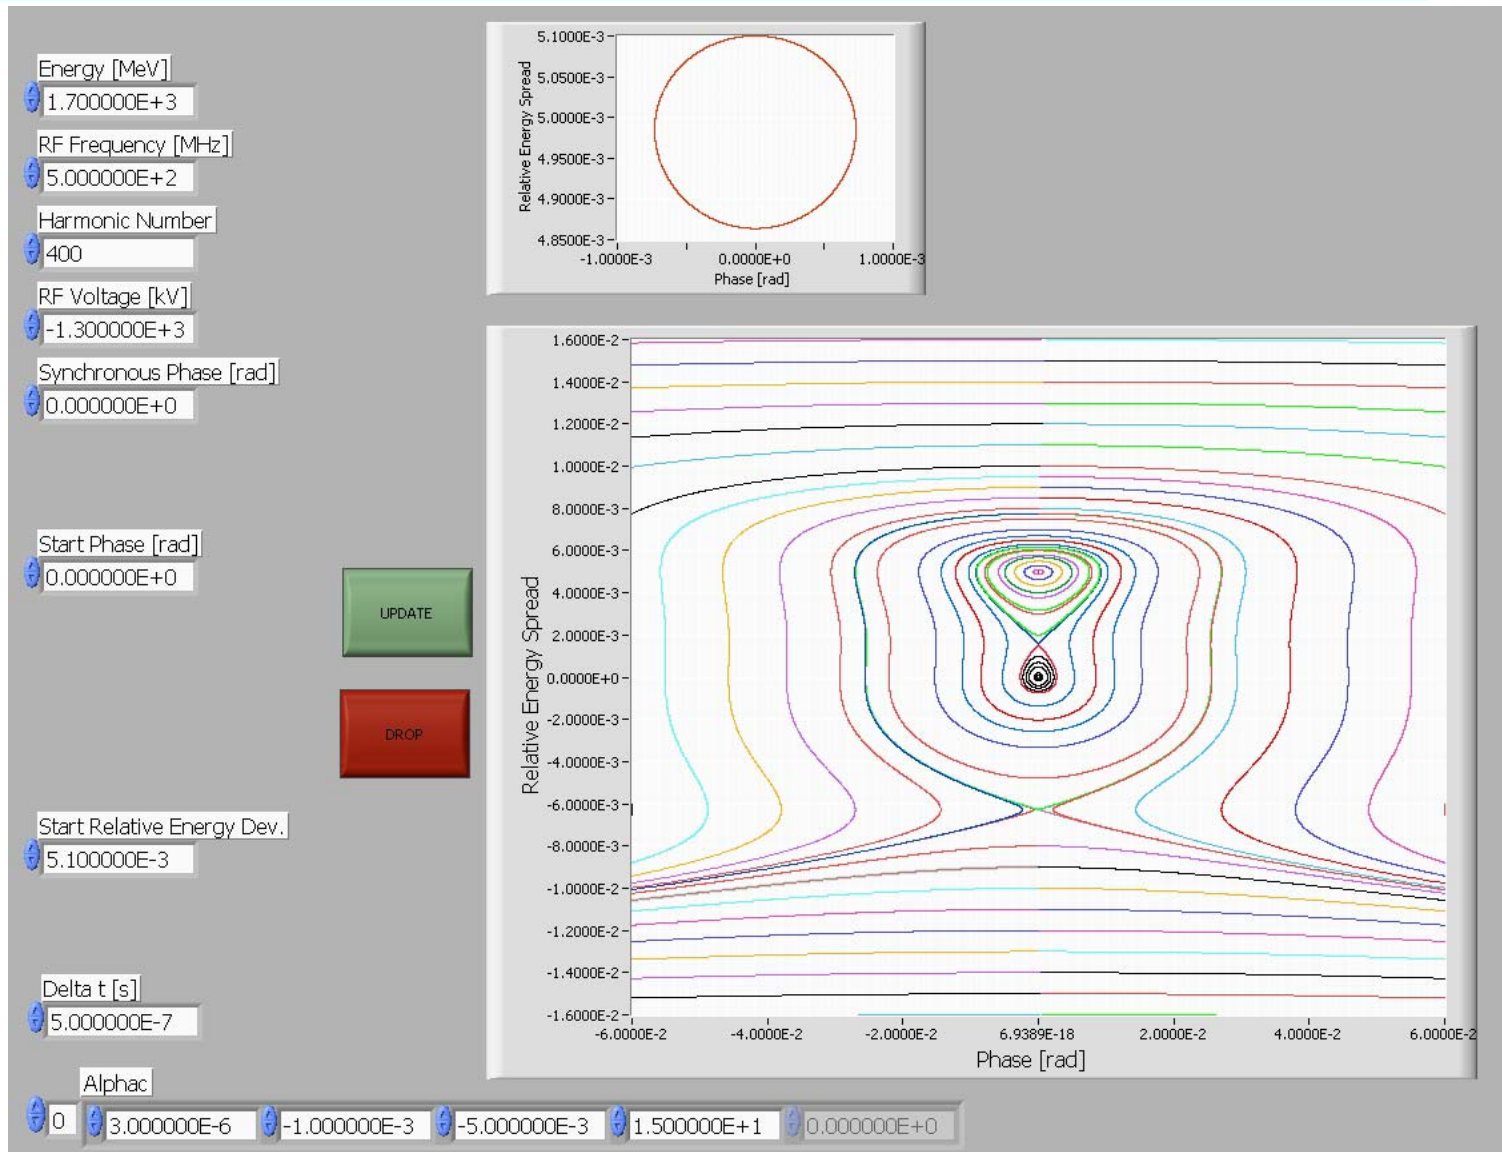 Energy [MeV]
1.700000E+3
RF Frequency [MHz]
5.000000E+2
Harmonic Number
400
RF Voltage [kV]
-1.300000E+3
Synchronous Phase [rad]
0.000000E+0
Start Phase [rad]
0.000000E+0
UPDATE
DROP
Start Relative Energy Dev.
5.100000E-3
Delta t [s]
5.000000E-7
Alphac
0 3.000000E-6 -1.000000E-3 -5.000000E-3 1.500000E+1 0.000000E+0
Relative Energy Spread
5.1000E-3
5.0500E-3
5.0000E-3
4.9500E-3
4.9000E-3
4.8500E-3
-1.0000E-3 0.0000E+0 1.0000E-3
Phase [rad]
Relative Energy Spread
1.6000E-2
1.4000E-2
1.2000E-2
1.0000E-2
8.0000E-3
6.0000E-3
4.0000E-3
2.0000E-3
0.0000E+0
-2.0000E-3
-4.0000E-3
-6.0000E-3
-8.0000E-3
-1.0000E-2
-1.2000E-2
-1.4000E-2
-1.6000E-2
-6.0000E-2 -4.0000E-2 -2.0000E-2 6.9389E-18 2.0000E-2 4.0000E-2 6.0000E-2
Phase [rad]